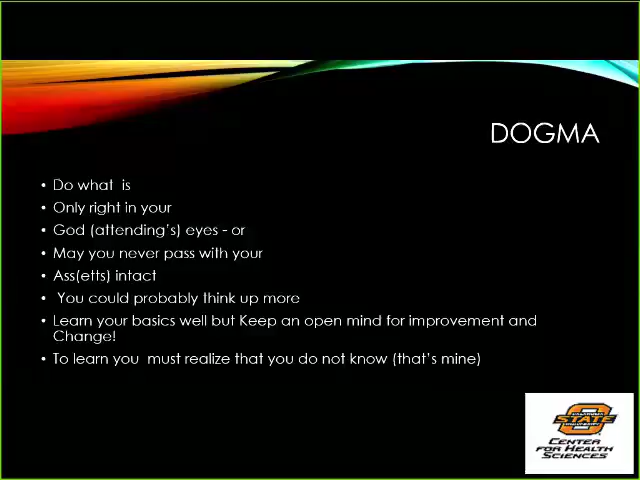 DOGMA
• Do what  is
• Only right in your
• God (attending's) eyes - or
• May you never pass with your
• Ass(etts) intact
•  You could probably think up more
• Learn your basics well but Keep an open mind for improvement and
Change!
• To learn you  must realize that you do not know (that's mine)
STATE
CENTER
FOR HEALTH
SCIENCES